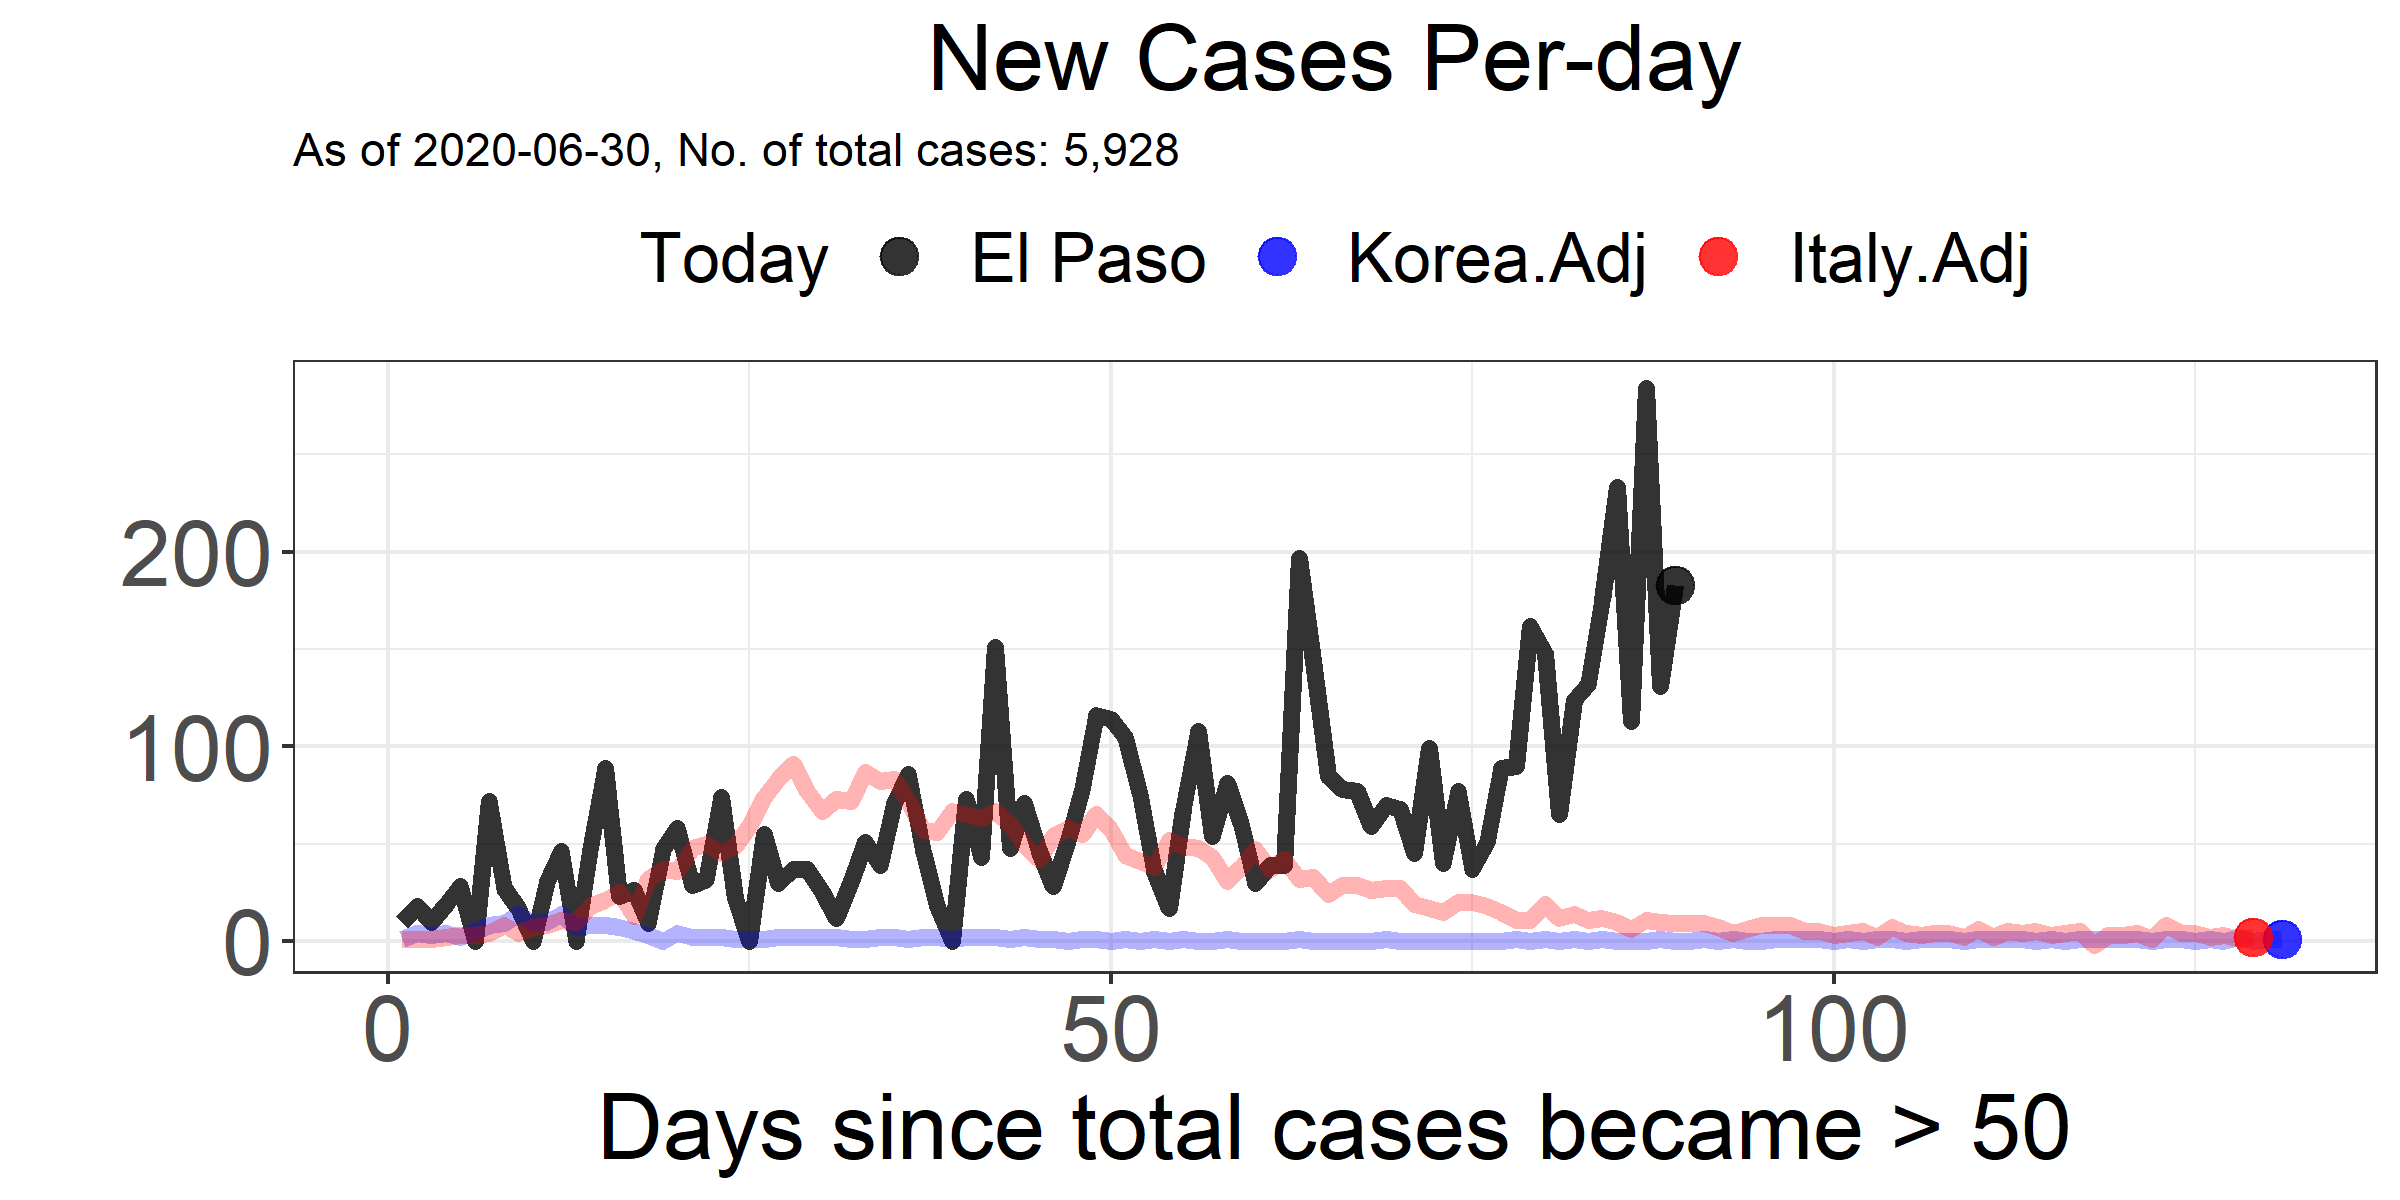 New Cases Per-day
As of 2020-06-30, No. of total cases: 5,928
Today El Paso Korea.Adj Italy.Adj
200
100
0
0 50 100
Days since total cases became > 50